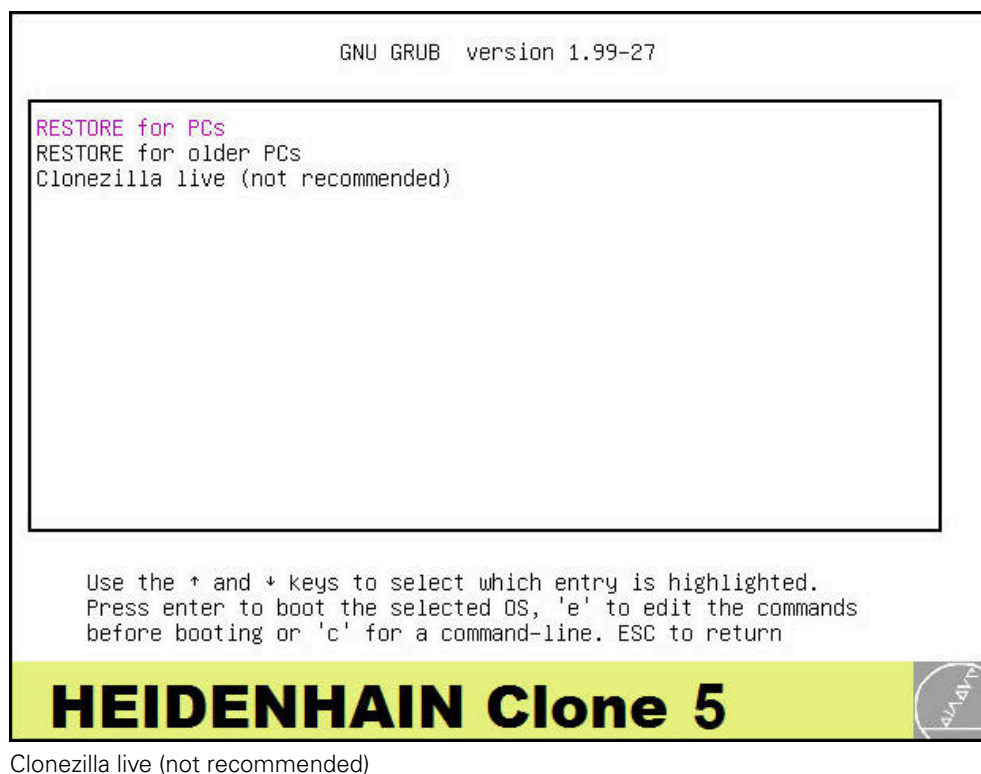 GNU GRUB version 1.99-27
RESTORE for PCs
RESTORE for older PCs
Clonezilla live (not recommended)
Use the ↑ and ↓ keys to select which entry is highlighted.
Press enter to boot the selected OS, 'e' to edit the commands
before booting or 'c' for a command-line. ESC to return
HEIDENHAIN Clone 5
Clonezilla live (not recommended)